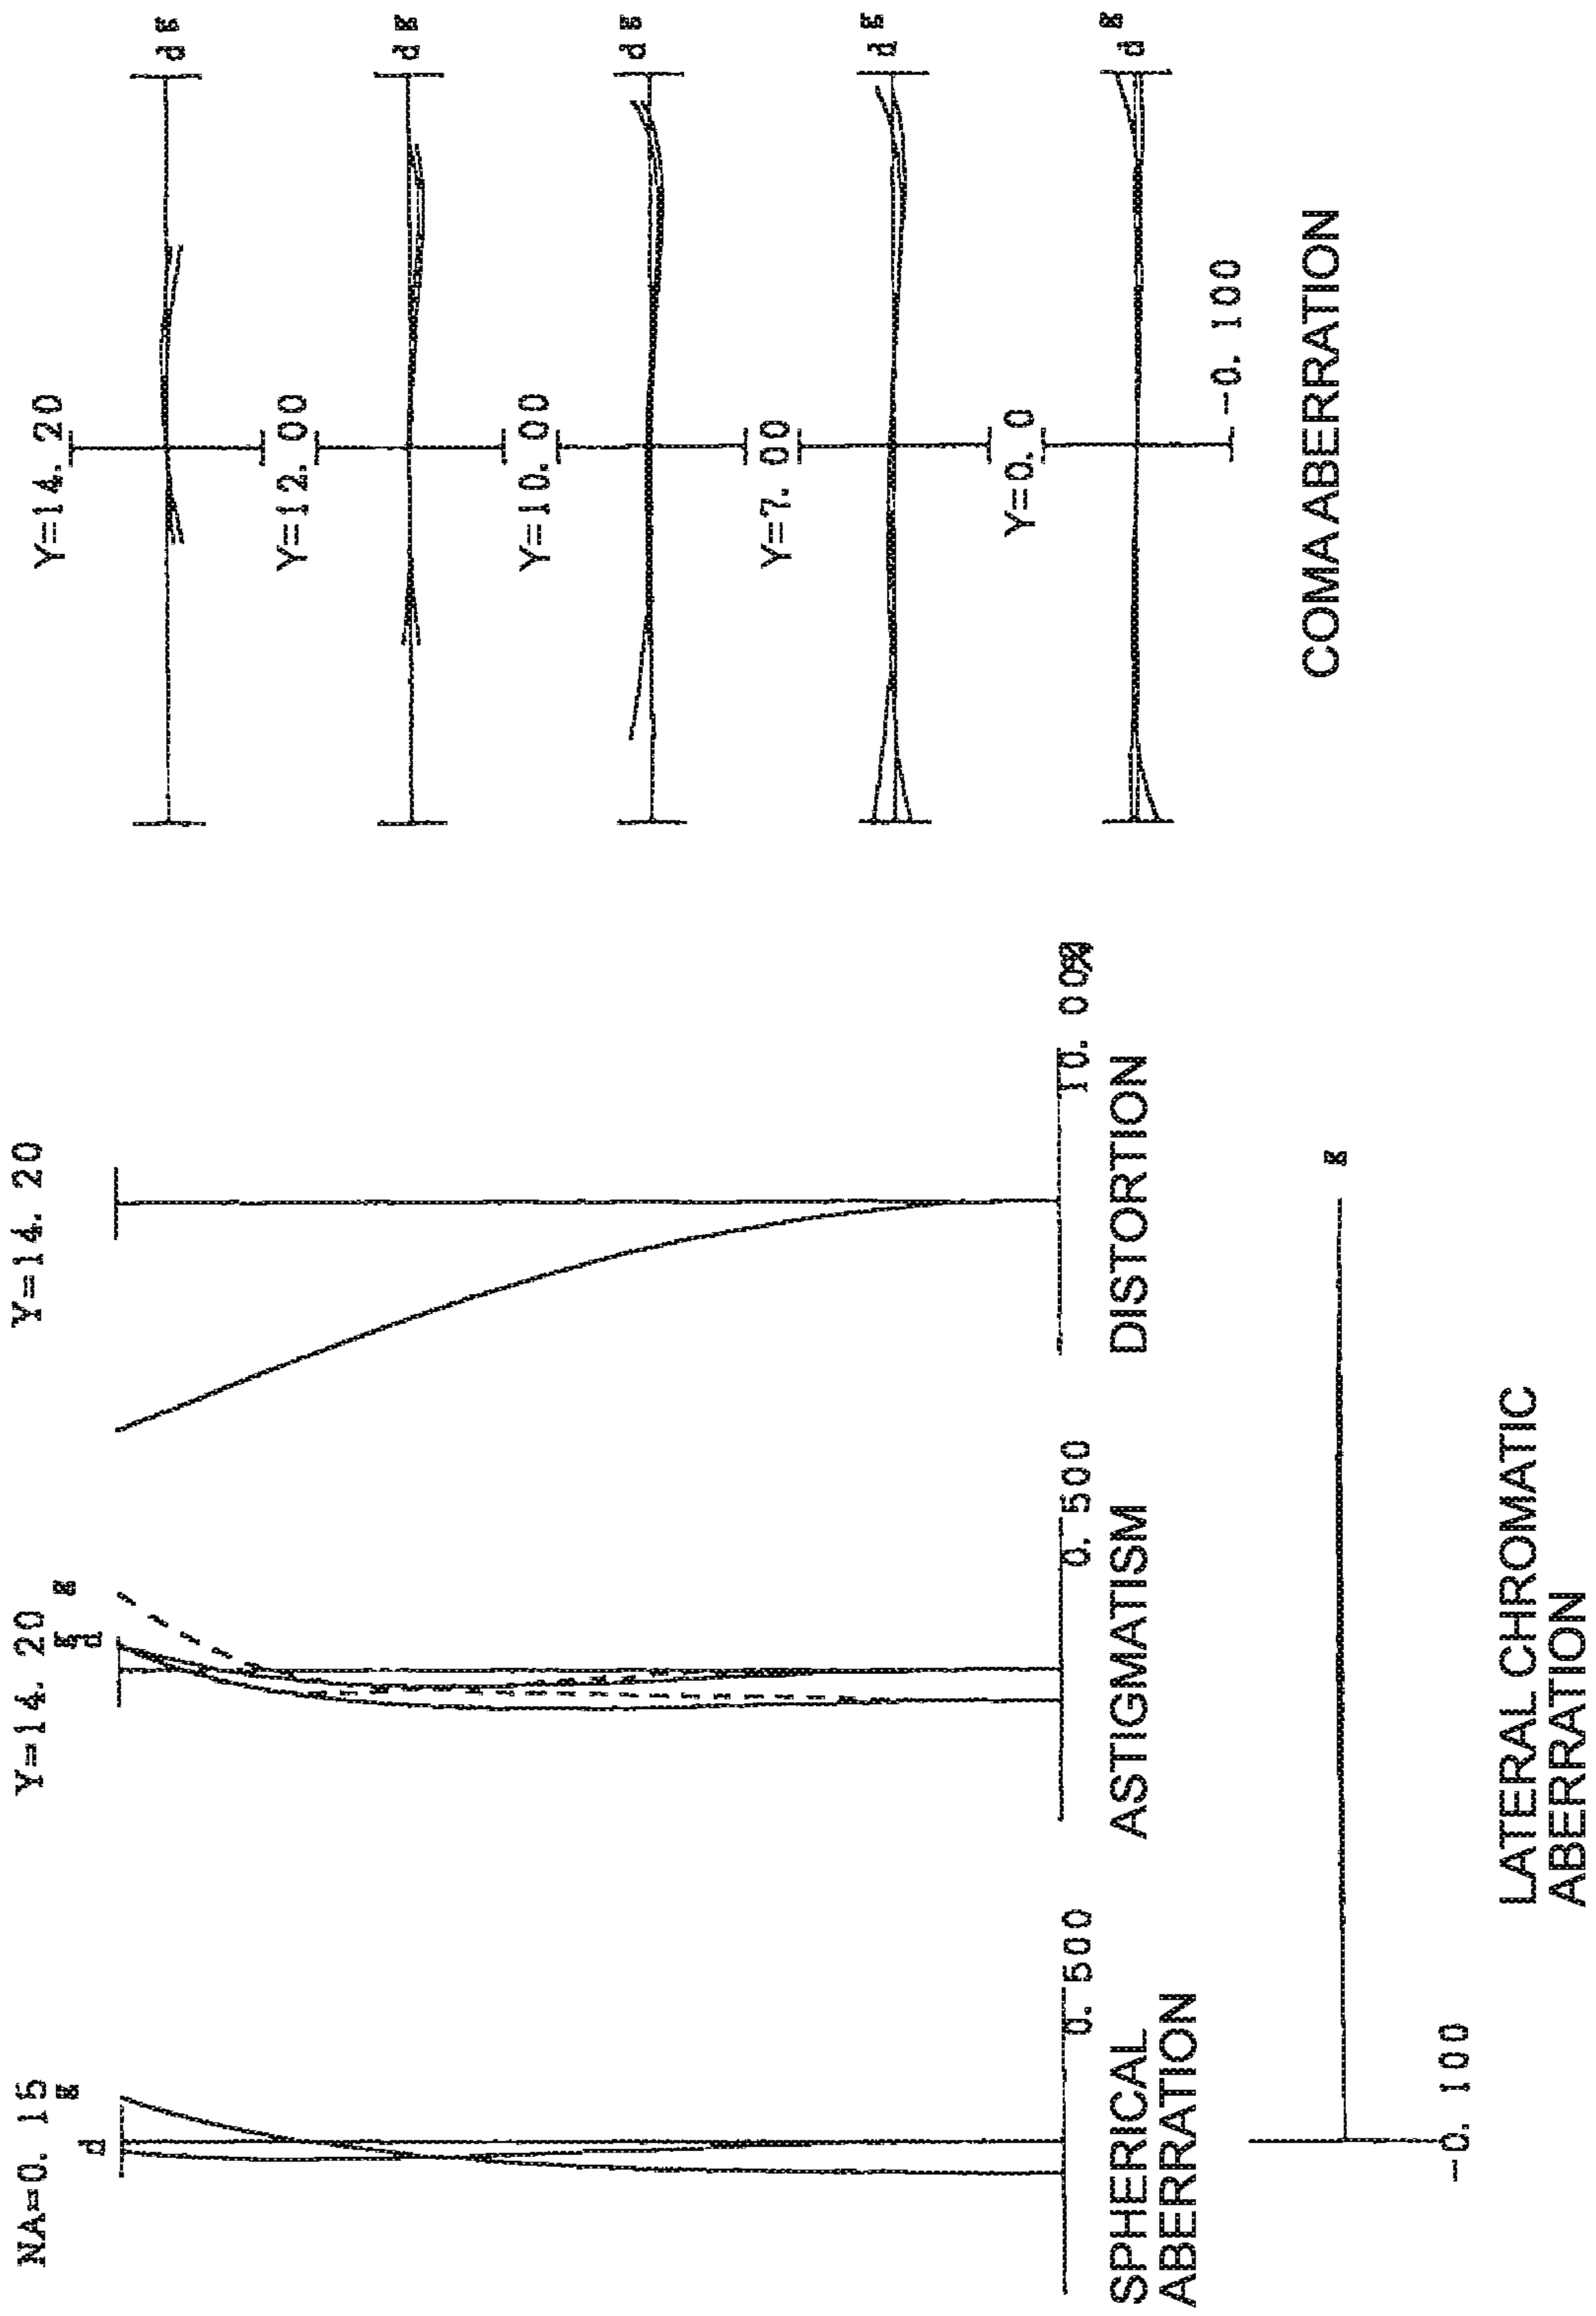 NA=0. 15
d
g
0. 500
SPHERICAL
ABERRATION
Y=14. 20
g
d
g
0. 500
ASTIGMATISM
Y=14. 20
10. 00%
DISTORTION
g
-0. 100
LATERAL CHROMATIC
ABERRATION
Y=14. 20
d g
Y=12. 00
d g
Y=10. 00
d g
Y=7. 00
d g
Y=0. 0
d g
-0. 100
COMA ABERRATION